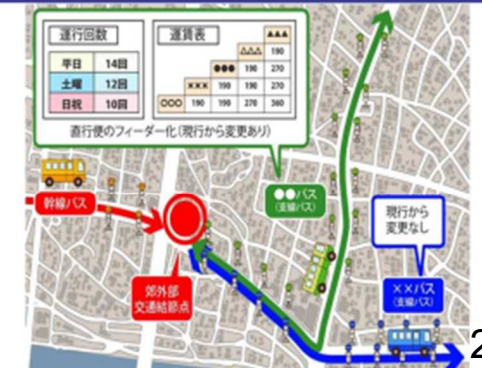 運行回数
平日 14回
土曜 12回
日祝 10回
運賃表
▲▲▲
△△△ 190
●●● 190 270
××× 190 190 270
○○○ 190 190 270 360
直行便のフィーダー化(現行から変更あり)
幹線バス
●●バス
(支線バス)
現行から
変更なし
××バス
(支線バス)
郊外部
交通結節点
2